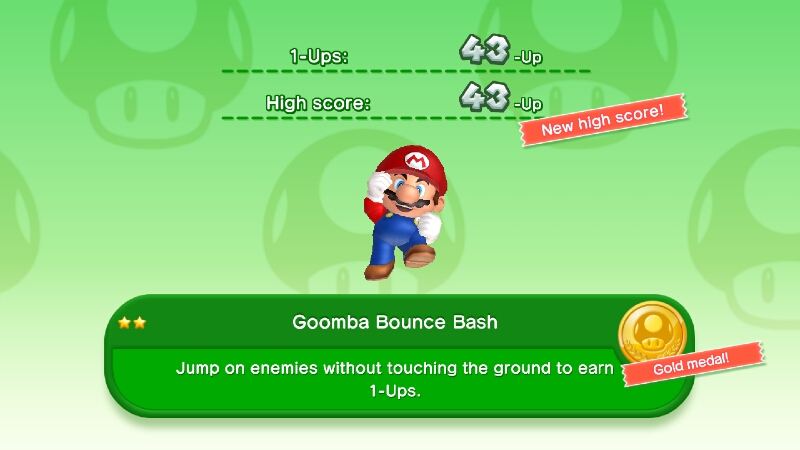 1-Ups: 43-Up
High score: 43-Up
New high score!
M
Goomba Bounce Bash
Jump on enemies without touching the ground to earn
1-Ups.
Gold medal!